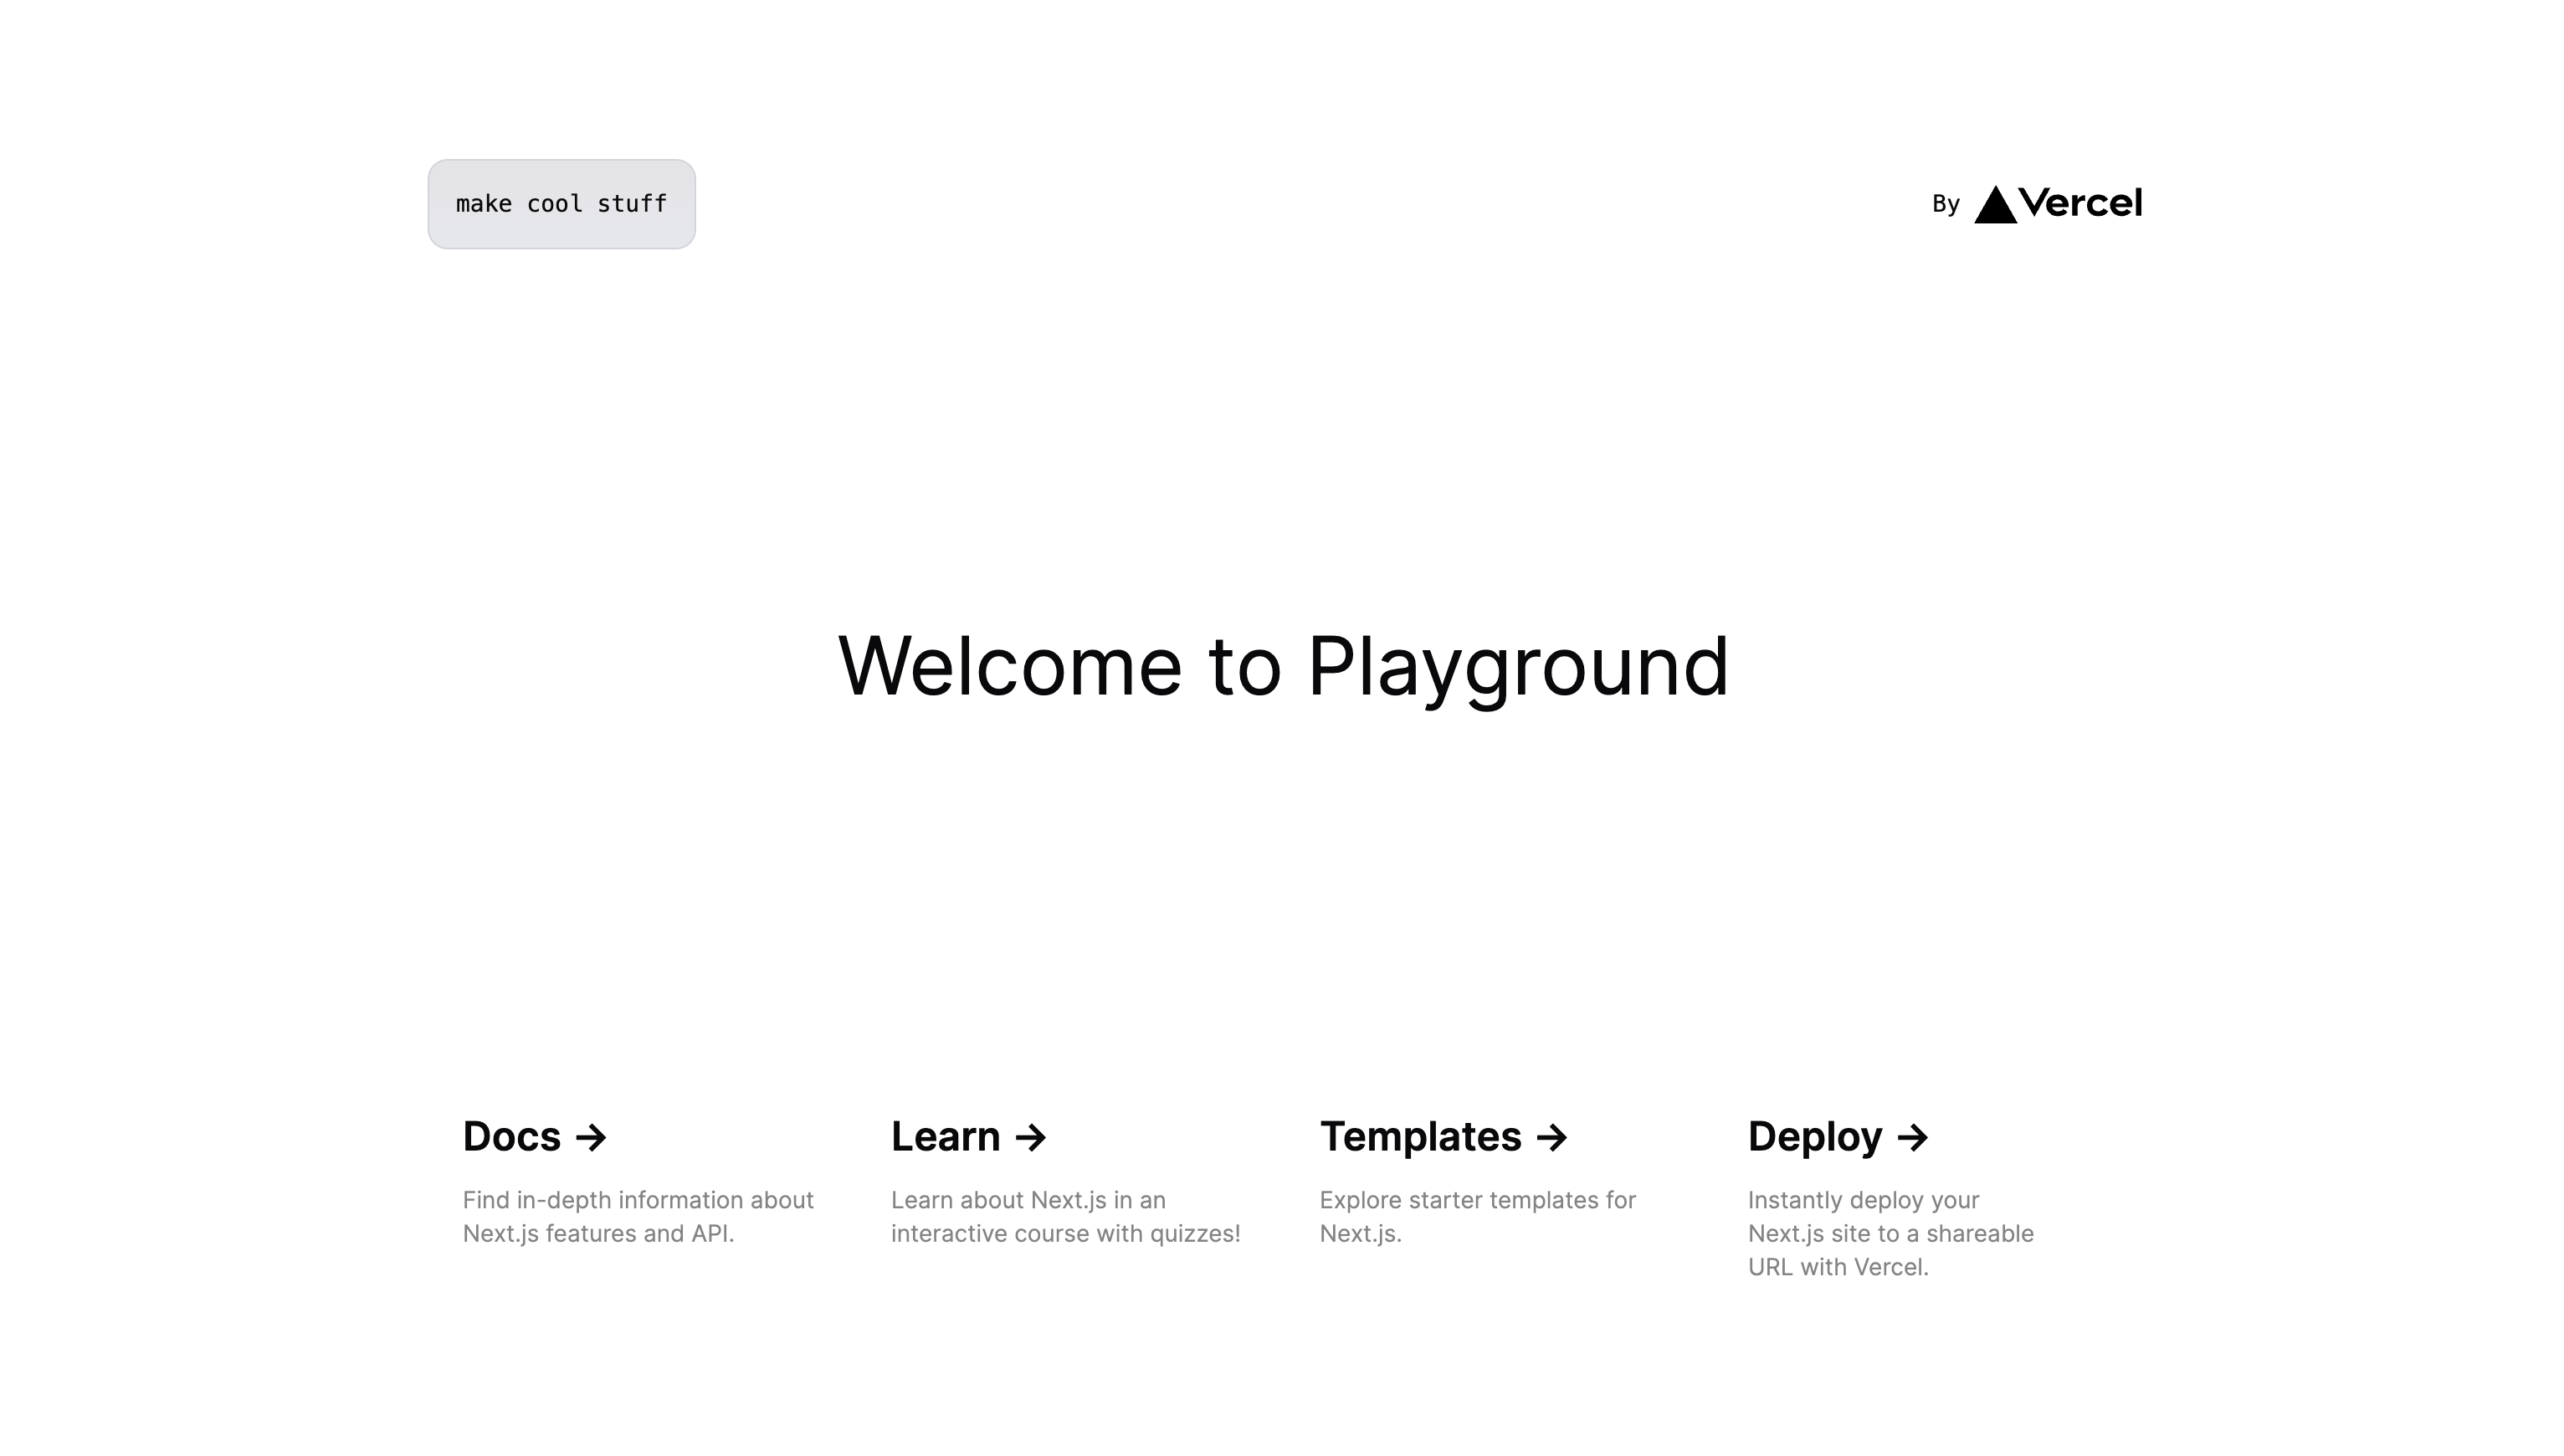 make cool stuff
By Vercel
Welcome to Playground
Docs ->
Find in-depth information about
Next.js features and API.
Learn ->
Learn about Next.js in an
interactive course with quizzes!
Templates ->
Explore starter templates for
Next.js.
Deploy ->
Instantly deploy your
Next.js site to a shareable
URL with Vercel.